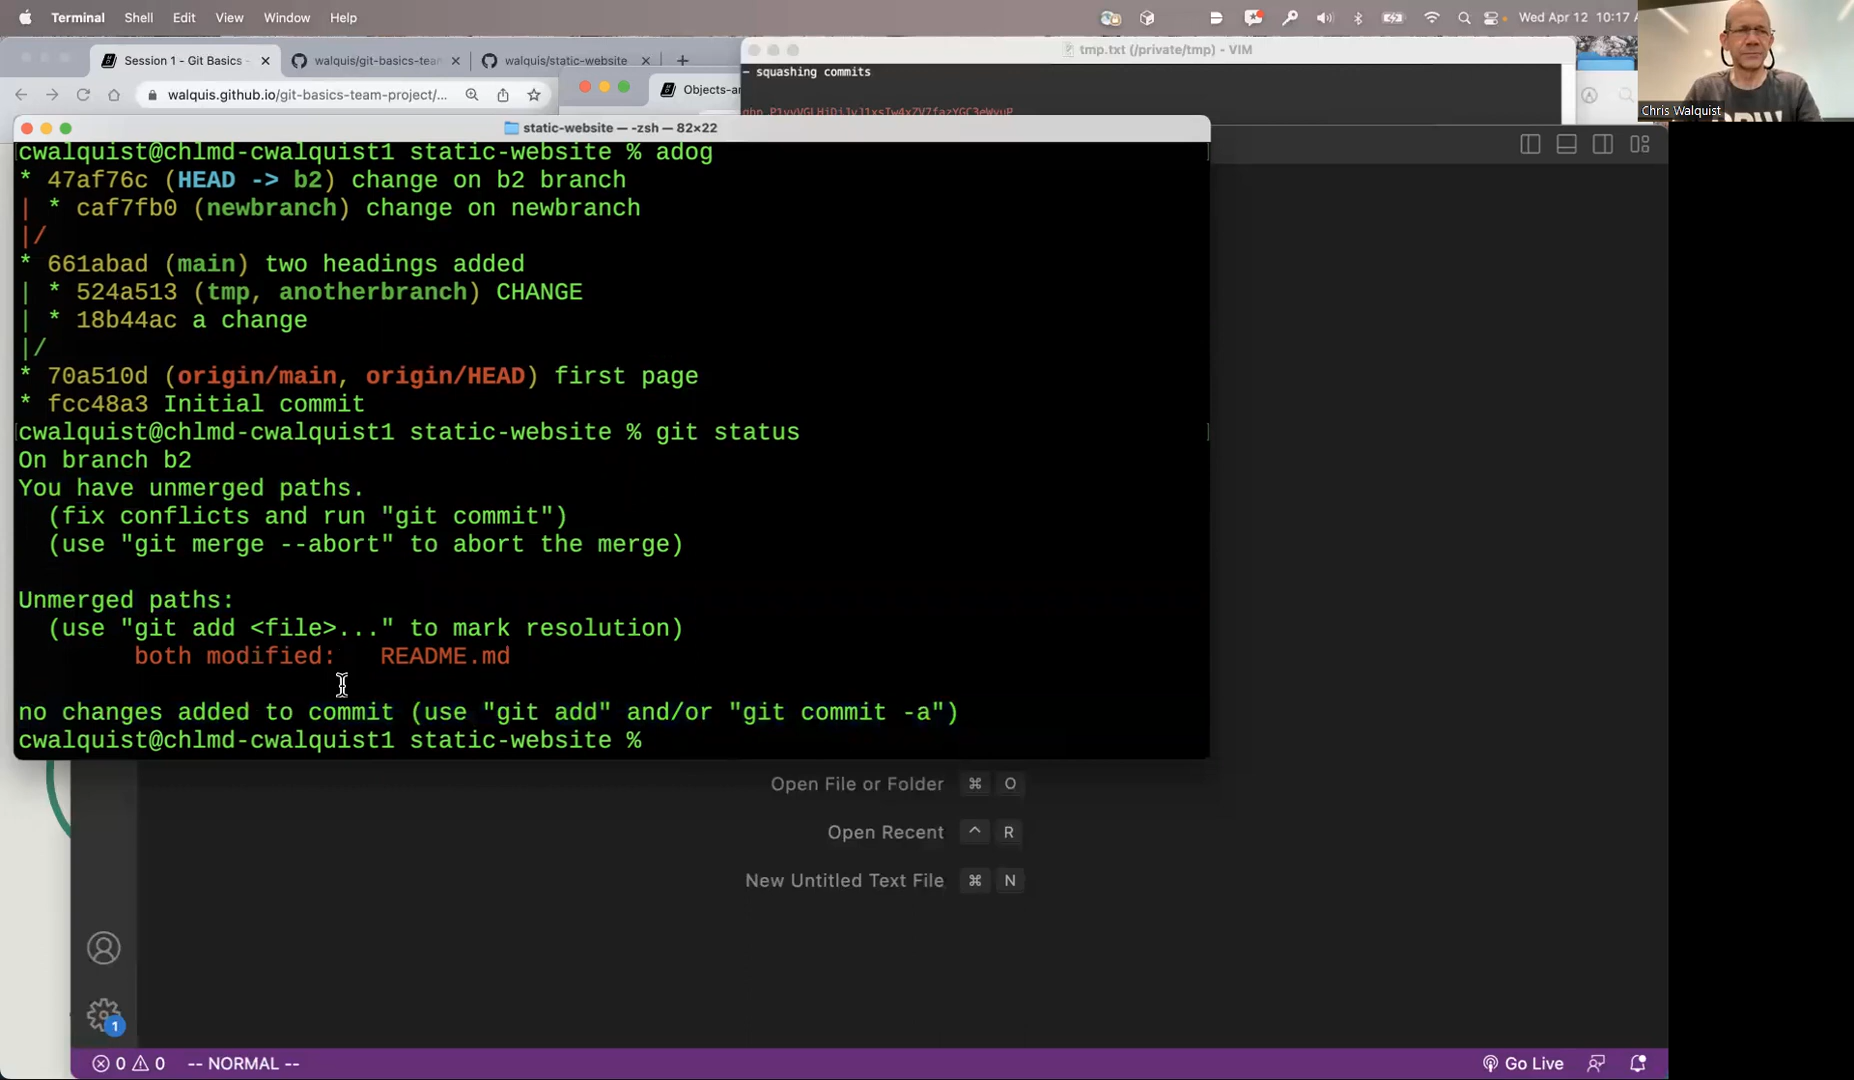 Terminal Shell Edit View Window Help
Wed Apr 12 10:17
Session 1 - Git Basics -
walquis/git-basics-team
walquis/static-website
tmp.txt (/private/tmp) - VIM
walquis.github.io/git-basics-team-project/...
Objects-a
- squashing commits
Chris Walquist
static-website — -zsh — 82×22
cwalquist@chlmd-cwalquist1 static-website % adog
* 47af76c (HEAD -> b2) change on b2 branch
| * caf7fb0 (newbranch) change on newbranch
|/
* 661abad (main) two headings added
| * 524a513 (tmp, anotherbranch) CHANGE
| * 18b44ac a change
|/
* 70a510d (origin/main, origin/HEAD) first page
* fcc48a3 Initial commit
cwalquist@chlmd-cwalquist1 static-website % git status
On branch b2
You have unmerged paths.
(fix conflicts and run "git commit")
(use "git merge --abort" to abort the merge)
Unmerged paths:
(use "git add <file>..." to mark resolution)
both modified: README.md
no changes added to commit (use "git add" and/or "git commit -a")
cwalquist@chlmd-cwalquist1 static-website %
Open File or Folder ⌘ O
Open Recent ^ R
New Untitled Text File ⌘ N
1
0 0 -- NORMAL --
Go Live